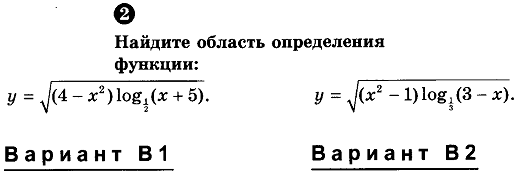 2
Найдите область определения
функции:
y = √((4 − x²) log_{1/2}(x + 5)). y = √((x² − 1) log_{1/3}(3 − x)).
Вариант В1 Вариант В2